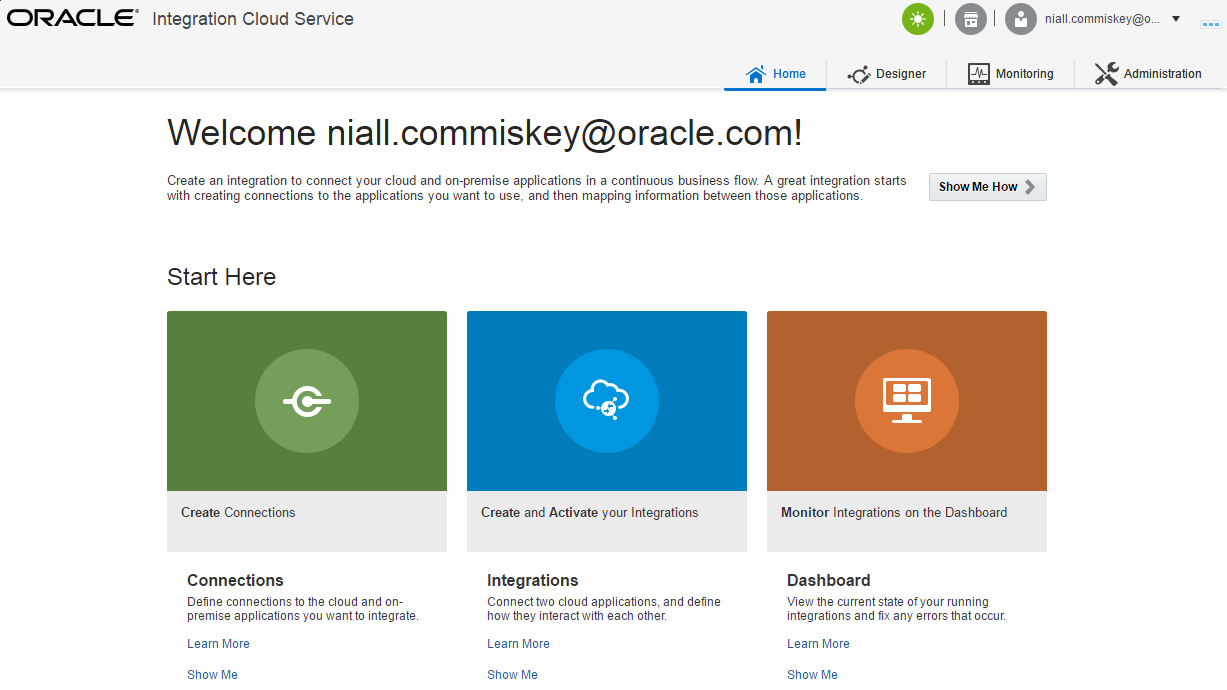 ORACLE® Integration Cloud Service
niall.commiskey@o...
Home
Designer
Monitoring
Administration
Welcome niall.commiskey@oracle.com!
Create an integration to connect your cloud and on-premise applications in a continuous business flow. A great integration starts
with creating connections to the applications you want to use, and then mapping information between those applications.
Show Me How
Start Here
Create Connections
Create and Activate your Integrations
Monitor Integrations on the Dashboard
Connections
Define connections to the cloud and on-
premise applications you want to integrate.
Learn More
Show Me
Integrations
Connect two cloud applications, and define
how they interact with each other.
Learn More
Show Me
Dashboard
View the current state of your running
integrations and fix any errors that occur.
Learn More
Show Me